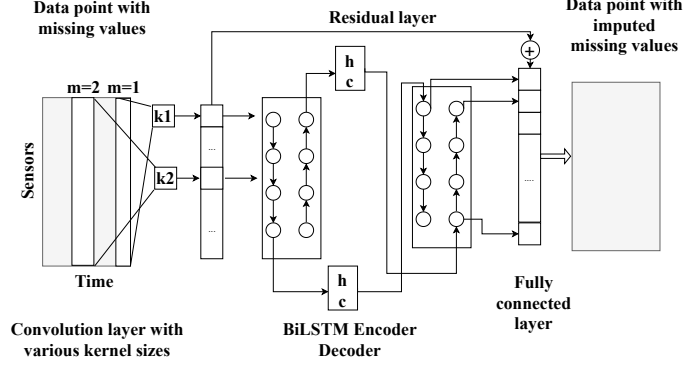 Data point with
missing values
Residual layer
Data point with
imputed
missing values
+
h
c
m=2 m=1
k1
k2
...
...
....
Sensors
Time
h
c
Fully
connected
layer
Convolution layer with
various kernel sizes
BiLSTM Encoder
Decoder